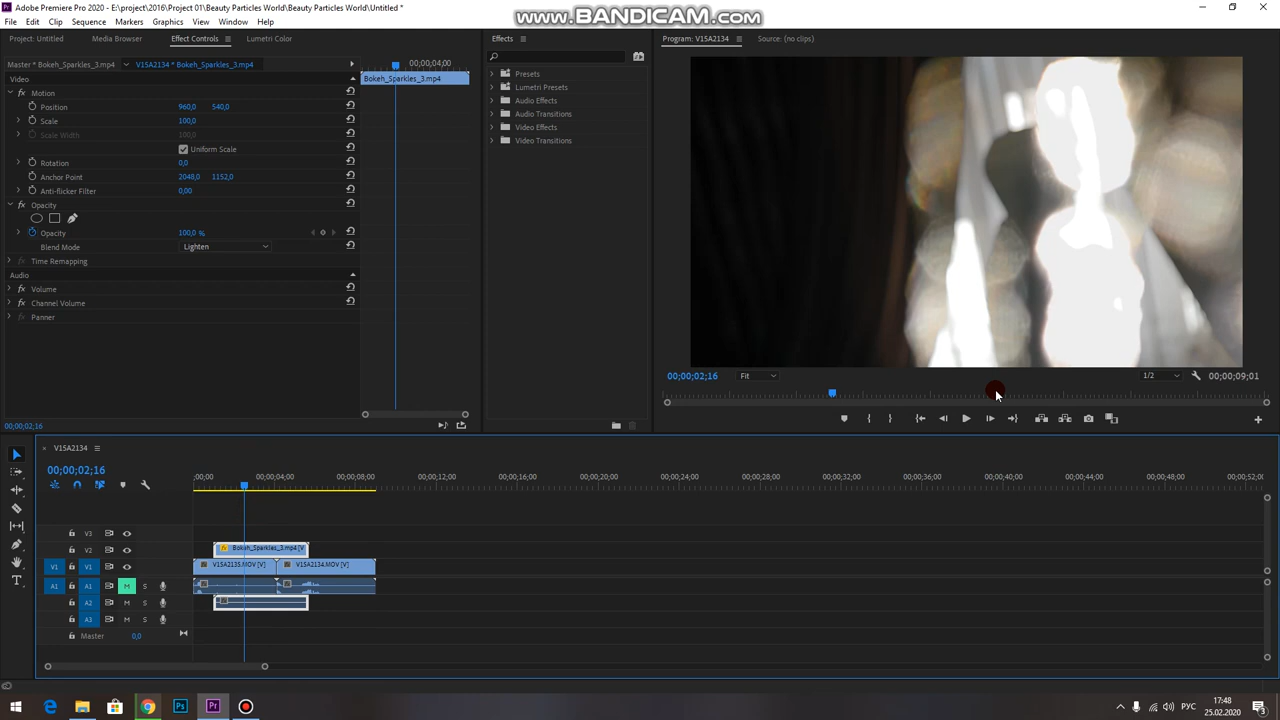 Adobe Premiere Pro 2020 - E:\project\2016\Project 01\Beauty Particles World\Beauty Particles World\Untitled *
www.BANDICAM.com
File Edit Clip Sequence Markers Graphics View Window Help
Project: Untitled Media Browser Effect Controls Lumetri Color Effects Program: V15A2134 Source: (no clips)
Master * Bokeh_Sparkles_3.mp4 V15A2134 * Bokeh_Sparkles_3.mp4 00;00;04;00
Video Bokeh_Sparkles_3.mp4
Motion
Position 960,0 540,0
Scale 100,0
Scale Width 100,0
Uniform Scale
Rotation 0,0
Anchor Point 2048,0 1152,0
Anti-flicker Filter 0,00
Opacity
Opacity 100,0 %
Blend Mode Lighten
Time Remapping
Audio
Volume
Channel Volume
Panner
00;00;02;16
Presets
Lumetri Presets
Audio Effects
Audio Transitions
Video Effects
Video Transitions
00;00;02;16 Fit 1/2 00;00;09;01
V15A2134
00;00;02;16
;00;00 00;00;04;00 00;00;08;00 00;00;12;00 00;00;16;00 00;00;20;00 00;00;24;00 00;00;28;00 00;00;32;00 00;00;36;00 00;00;40;00 00;00;44;00 00;00;48;00 00;00;52;0
V3
V2 fx Bokeh_Sparkles_3.mp4 [V
V1 V1 V15A2135.MOV [V] V15A2134.MOV [V]
A1 A1 M S
A2 M S
A3 M S
Master 0,0
Ps Pr РУС 17:48
25.02.2020 3